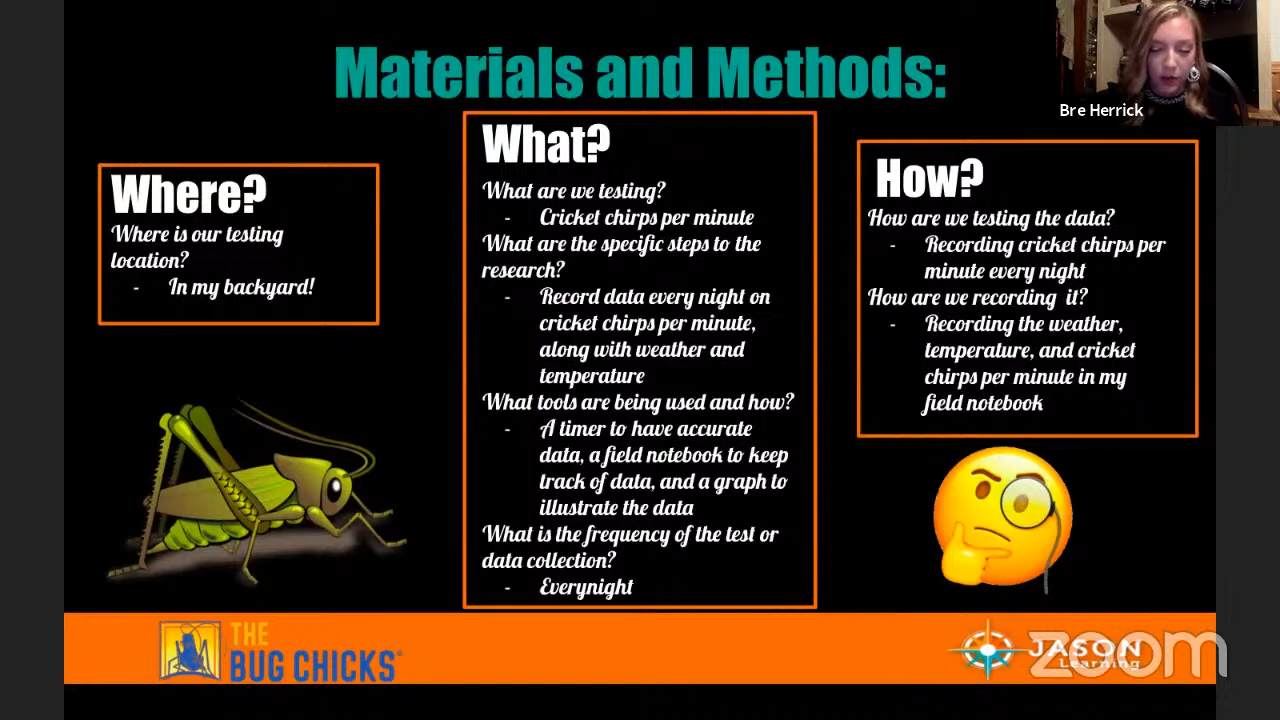 Materials and Methods:
Bre Herrick
Where?
Where is our testing
location?
- In my backyard!
What?
What are we testing?
- Cricket chirps per minute
What are the specific steps to the
research?
- Record data every night on
cricket chirps per minute,
along with weather and
temperature
What tools are being used and how?
- A timer to have accurate
data, a field notebook to keep
track of data, and a graph to
illustrate the data
What is the frequency of the test or
data collection?
- Everynight
How?
How are we testing the data?
- Recording cricket chirps per
minute every night
How are we recording it?
- Recording the weather,
temperature, and cricket
chirps per minute in my
field notebook
THE
BUG CHICKS®
JASON
Learning
zoom